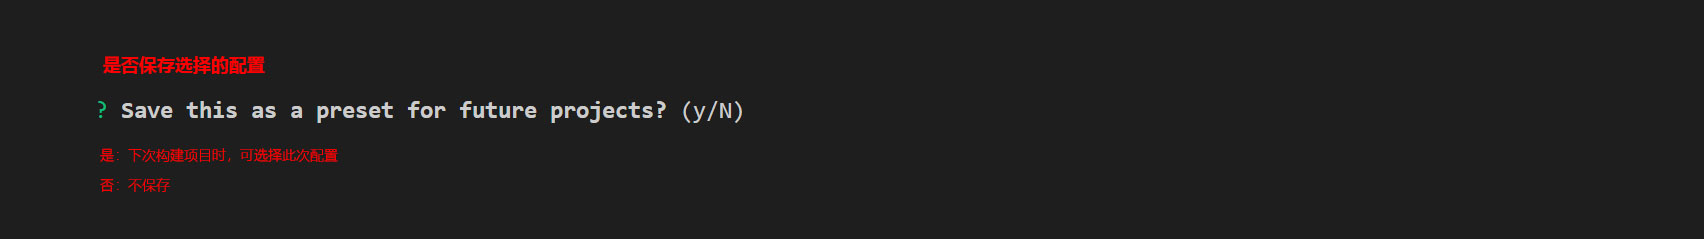 是否保存选择的配置
? Save this as a preset for future projects? (y/N)
是：下次构建项目时，可选择此次配置
否：不保存